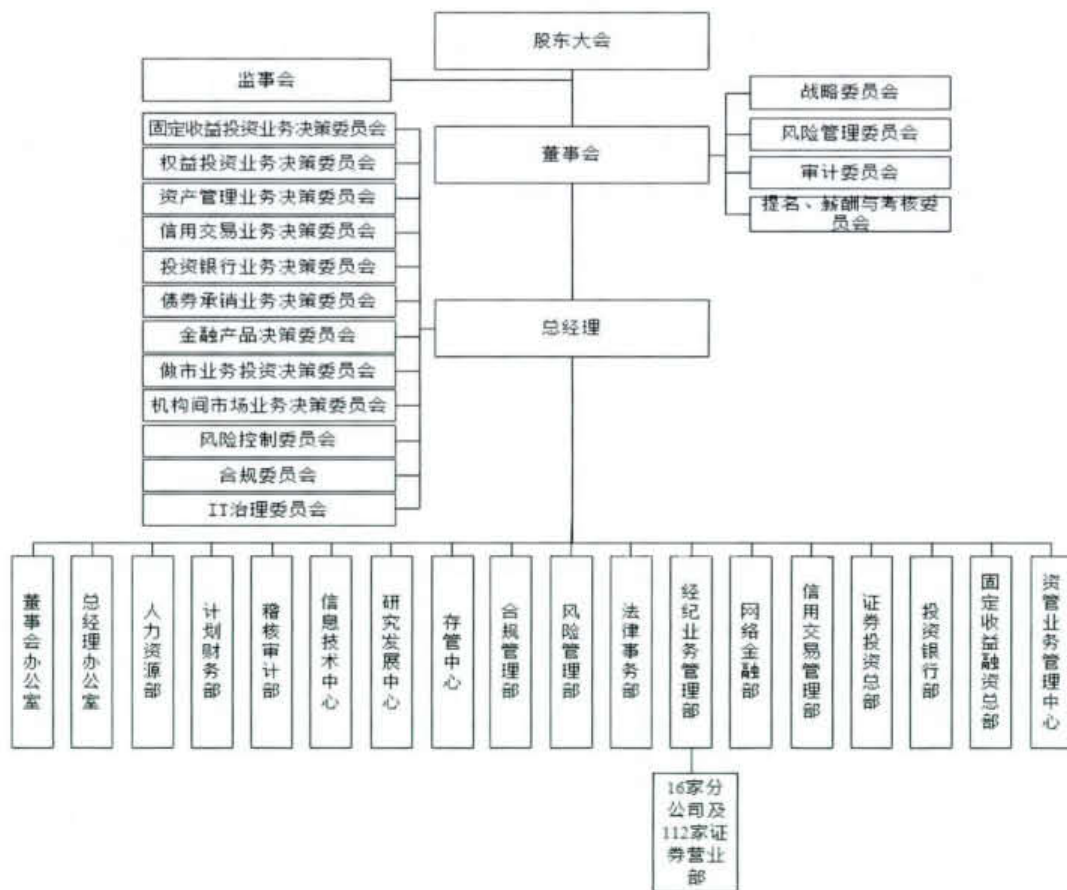 股东大会
监事会
战略委员会
风险管理委员会
董事会
审计委员会
提名、薪酬与考核委
员会
固定收益投资业务决策委员会
权益投资业务决策委员会
资产管理业务决策委员会
信用交易业务决策委员会
投资银行业务决策委员会
债券承销业务决策委员会
金融产品决策委员会
做市业务投资决策委员会
机构间市场业务决策委员会
风险控制委员会
合规委员会
IT治理委员会
总经理
董事会办公室
总经理办公室
人力资源部
计划财务部
稽核审计部
信息技术中心
研究发展中心
存管中心
合规管理部
风险管理部
法律事务部
经纪业务管理部
网络金融部
信用交易管理部
证券投资总部
投资银行部
固定收益融资总部
资管业务管理中心
16家分
公司及
112家证
券营业
部